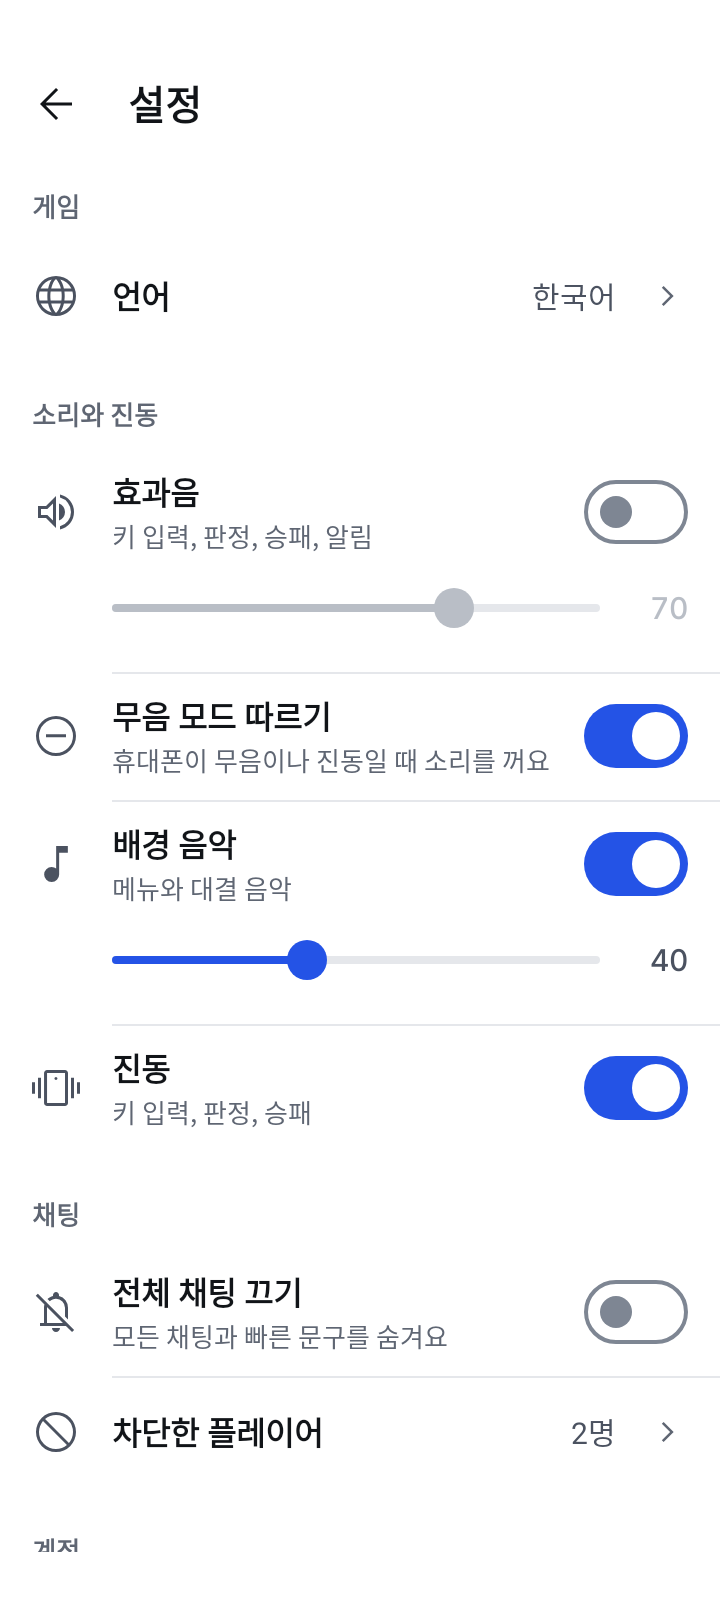 설정
게임
언어
한국어
소리와 진동
효과음
키 입력, 판정, 승패, 알림
70
무음 모드 따르기
휴대폰이 무음이나 진동일 때 소리를 꺼요
배경 음악
메뉴와 대결 음악
40
진동
키 입력, 판정, 승패
채팅
전체 채팅 끄기
모든 채팅과 빠른 문구를 숨겨요
차단한 플레이어
2명